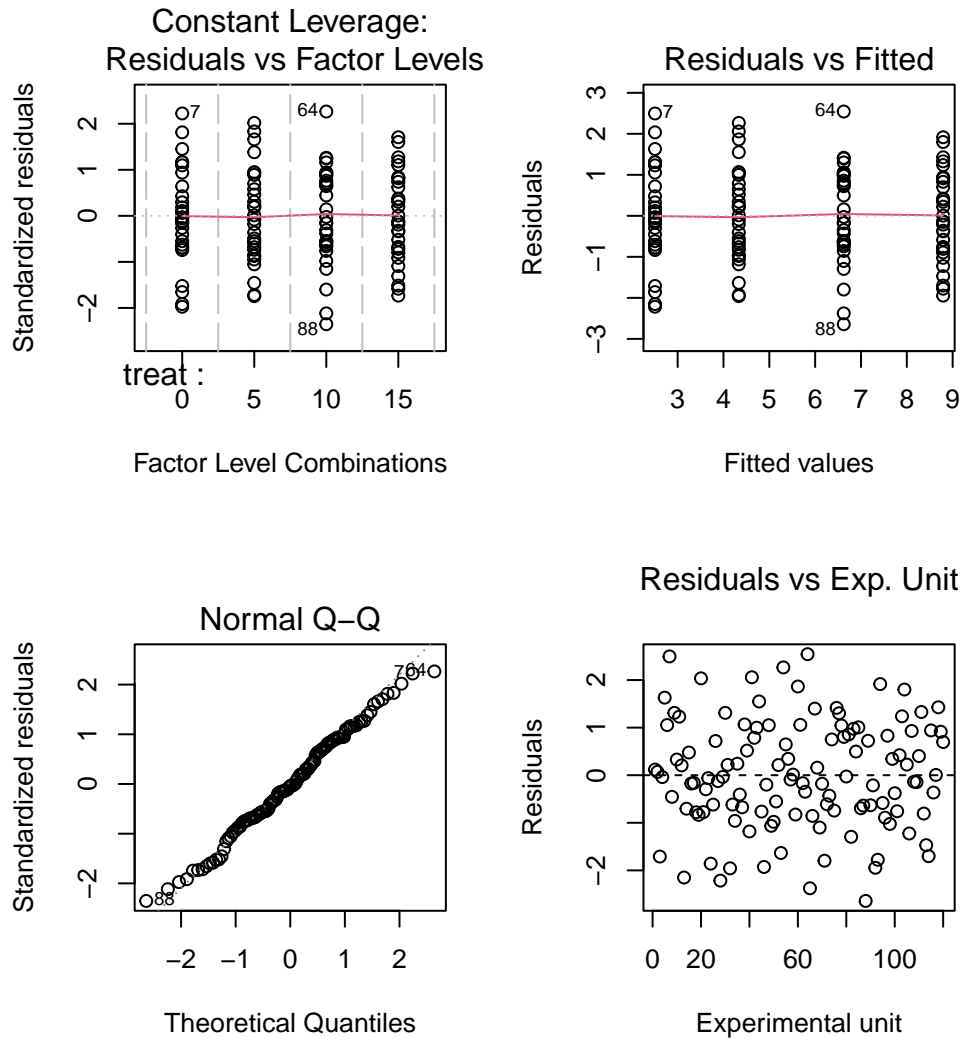 Constant Leverage:
Residuals vs Factor Levels
Standardized residuals
2
1
0
−2
7
64
88
treat :
0 5 10 15
Factor Level Combinations
Residuals vs Fitted
Residuals
3
2
1
−1
−3
7
64
88
3 4 5 6 7 8 9
Fitted values
Normal Q−Q
Standardized residuals
2
1
0
−2
764
88
−2 −1 0 1 2
Theoretical Quantiles
Residuals vs Exp. Unit
Residuals
2
1
0
−2
0 20 60 100
Experimental unit